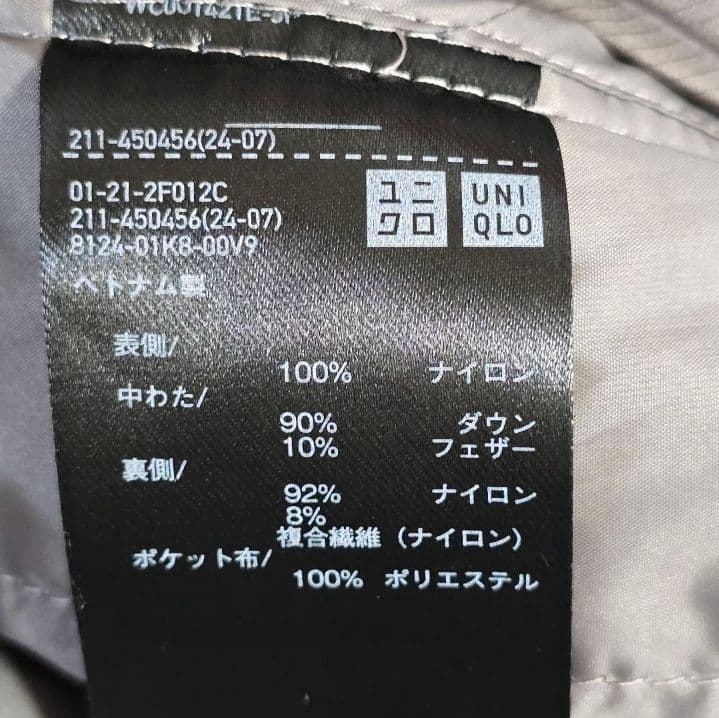 211-450456(24-07)
01-21-2F012C
211-450456(24-07)
8124-01K8-00V9
ユニ
クロ
UNI
QLO
ベトナム製
表側/
100% ナイロン
中わた/
90% ダウン
10% フェザー
裏側/
92% ナイロン
8%
複合繊維（ナイロン）
ポケット布/
100% ポリエステル